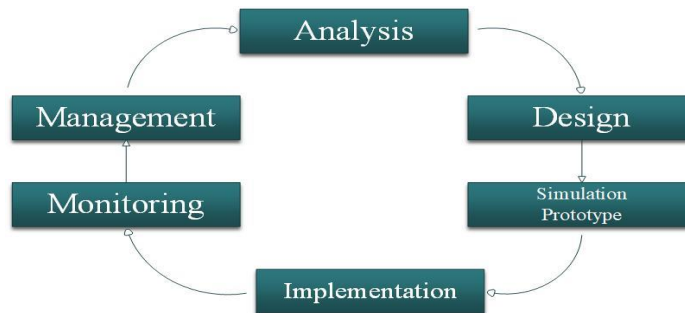 Analysis
Management
Design
Monitoring
Simulation
Prototype
Implementation